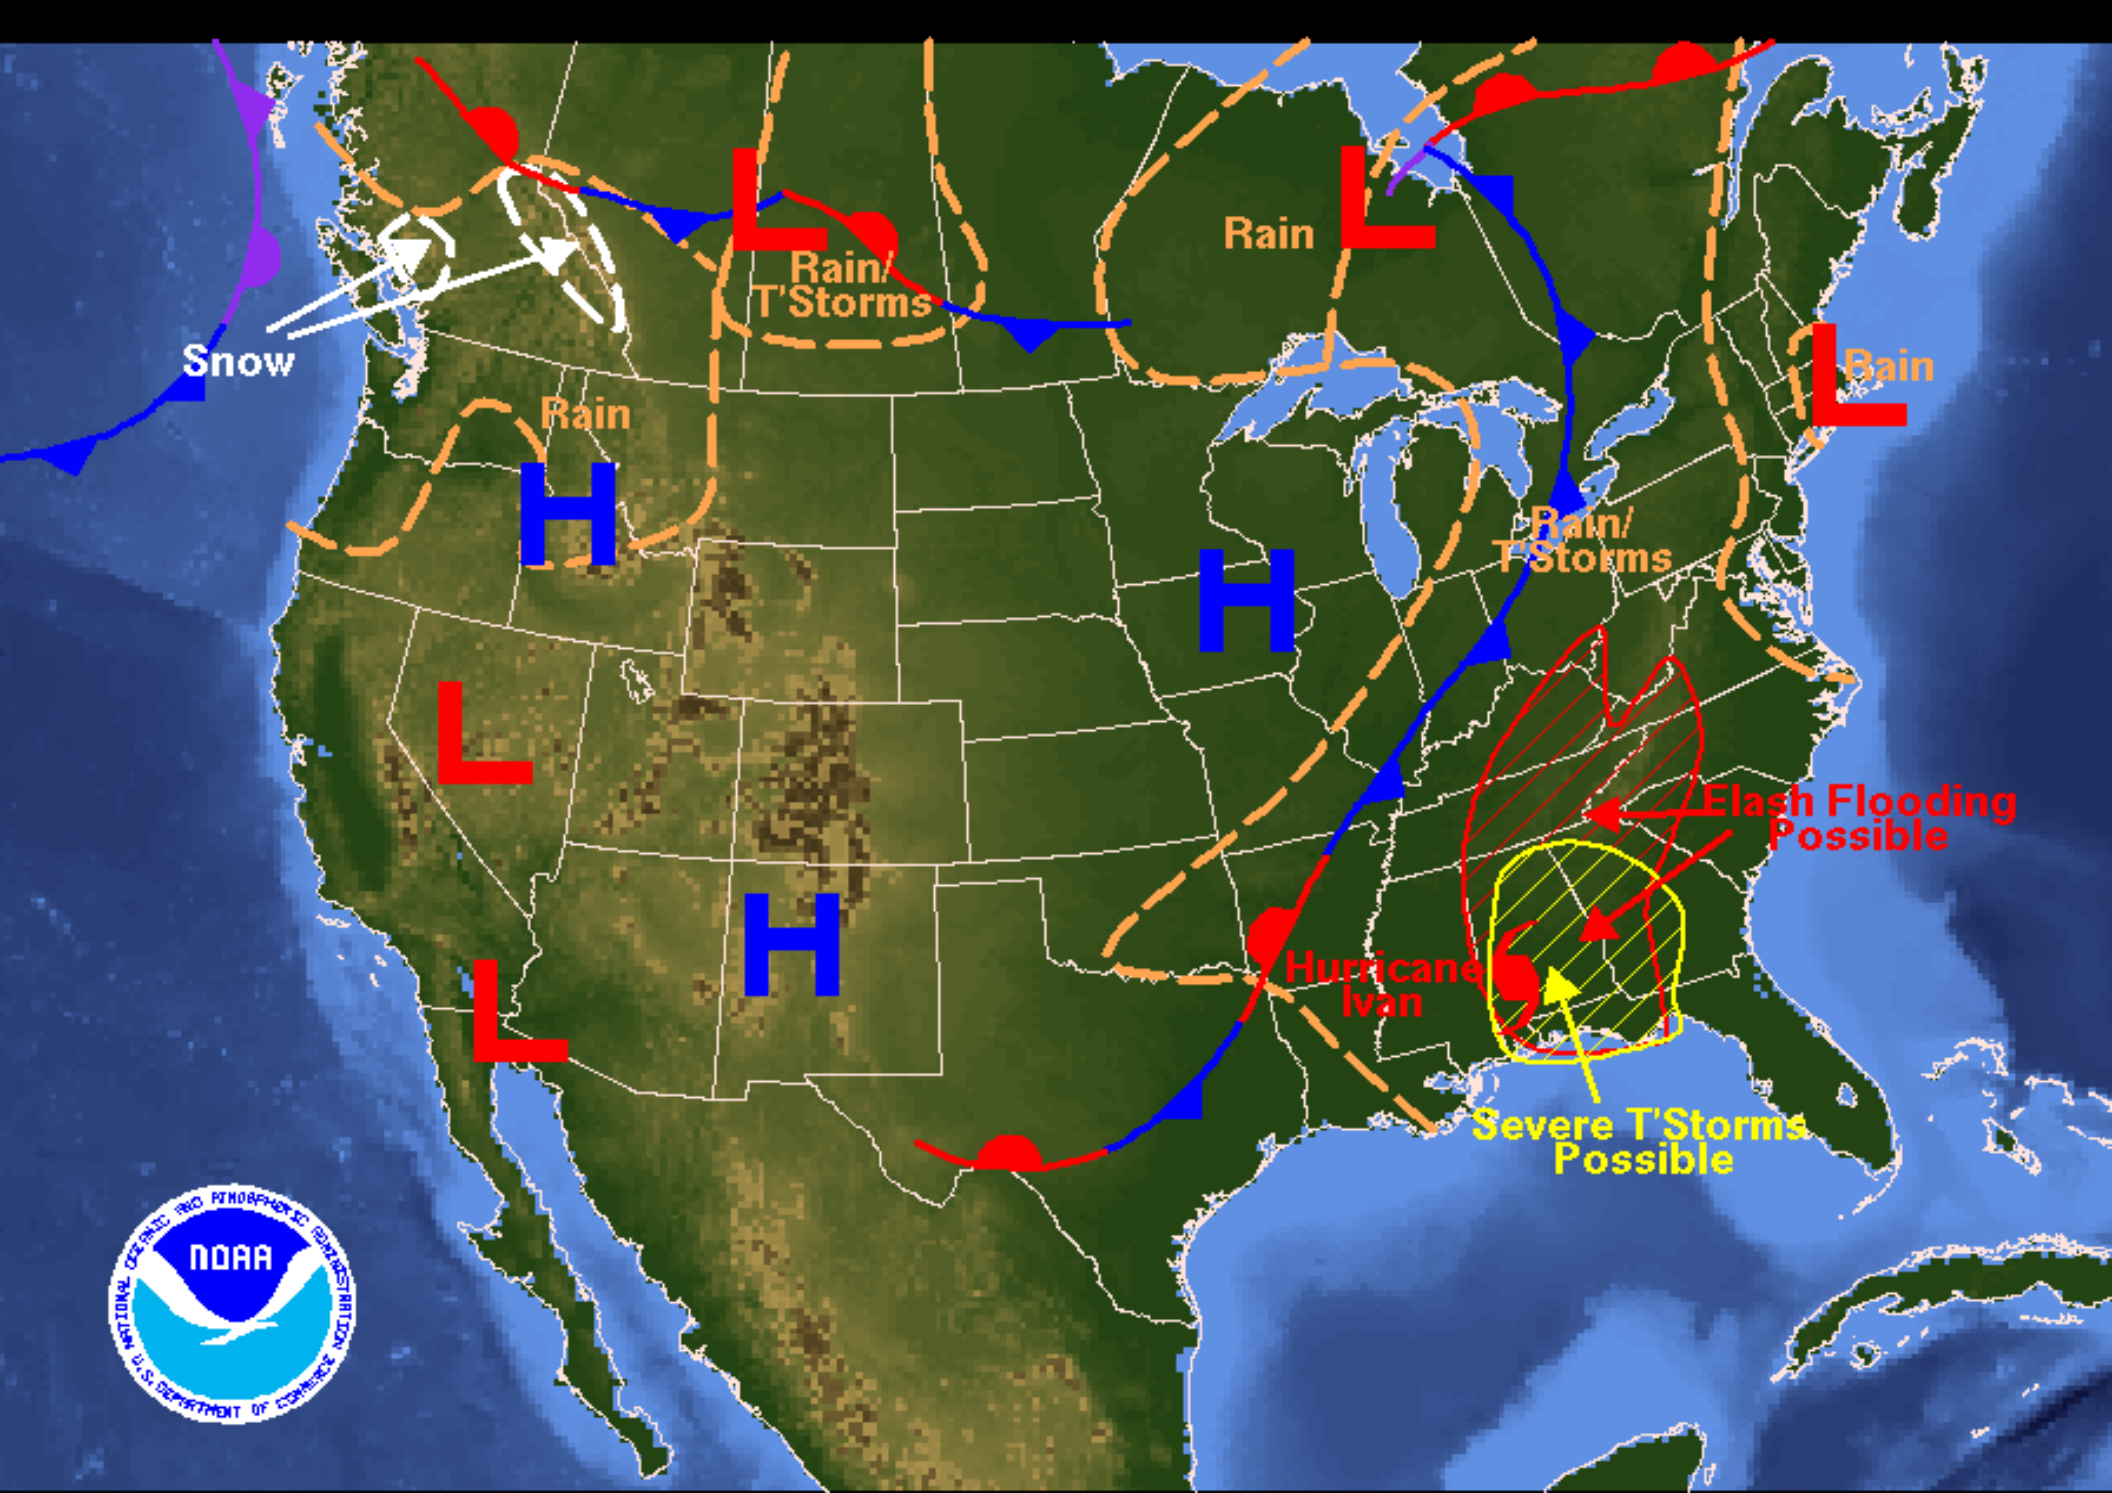 L
L
Rain
Rain/
T'Storms
Snow
L
Rain
Rain
H
Rain/
T'Storms
H
L
Flash Flooding
Possible
H
L
Hurricane
Ivan
Severe T'Storms
Possible
NOAA
NATIONAL OCEANIC AND ATMOSPHERIC ADMINISTRATION
U.S. DEPARTMENT OF COMMERCE